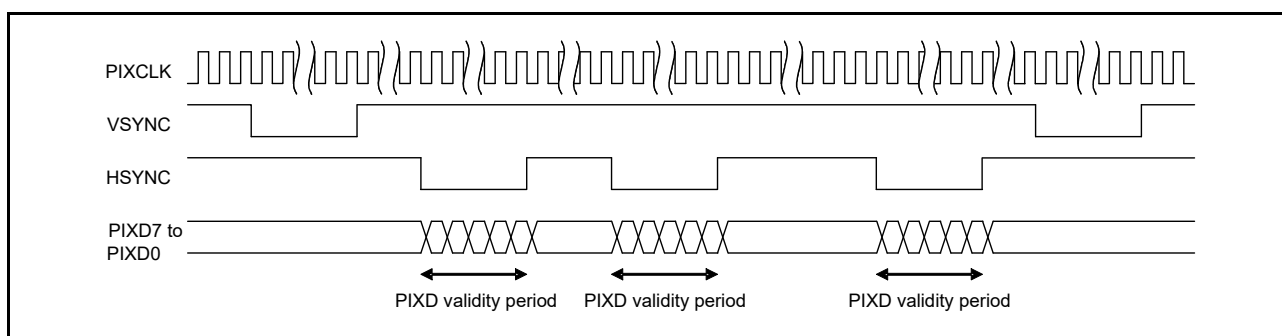 PIXCLK
VSYNC
HSYNC
PIXD7 to
PIXD0
PIXD validity period
PIXD validity period
PIXD validity period